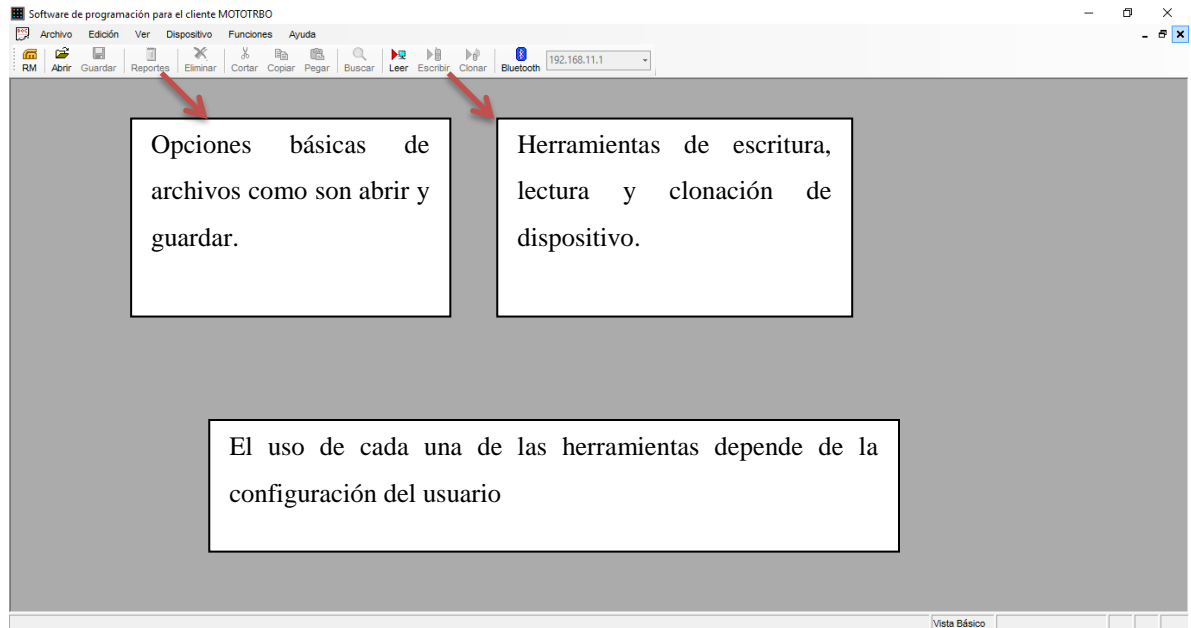 Software de programación para el cliente MOTOTRBO
Archivo Edición Ver Dispositivo Funciones Ayuda
RM Abrir Guardar Reportes Eliminar Cortar Copiar Pegar Buscar Leer Escribir Clonar Bluetooth 192.168.11.1
Opciones básicas de
archivos como son abrir y
guardar.
Herramientas de escritura,
lectura y clonación de
dispositivo.
El uso de cada una de las herramientas depende de la
configuración del usuario
Vista Básico